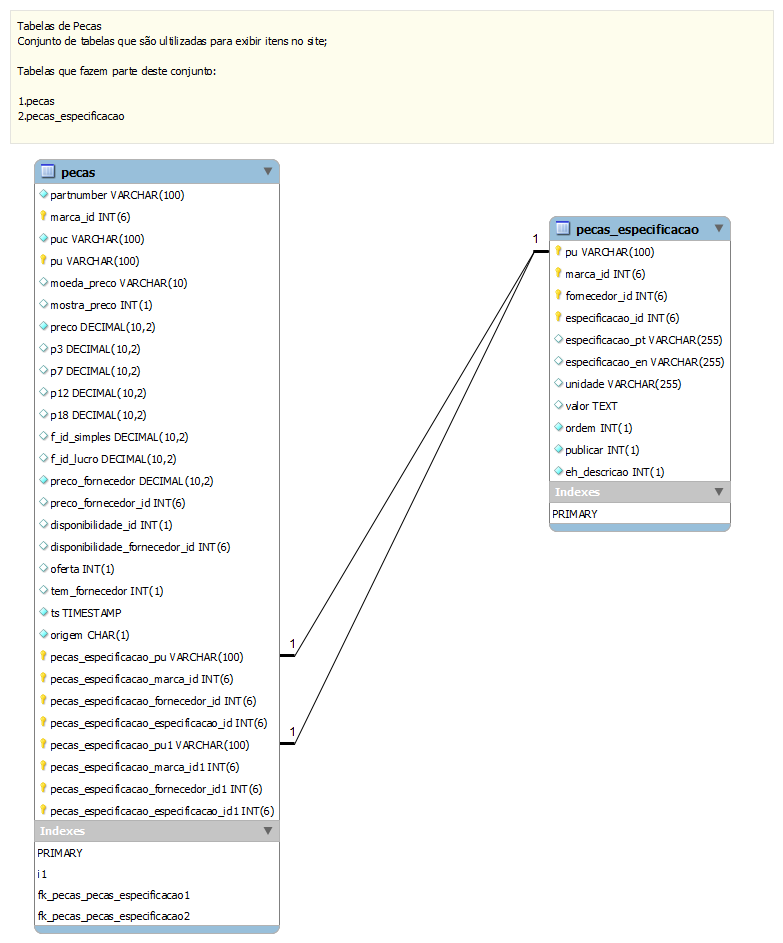 Tabelas de Pecas
Conjunto de tabelas que são ultilizadas para exibir itens no site;
Tabelas que fazem parte deste conjunto:
1.pecas
2.pecas_especificacao
pecas
partnumber VARCHAR(100)
marca_id INT(6)
puc VARCHAR(100)
pu VARCHAR(100)
moeda_preco VARCHAR(10)
mostra_preco INT(1)
preco DECIMAL(10,2)
p3 DECIMAL(10,2)
p7 DECIMAL(10,2)
p12 DECIMAL(10,2)
p18 DECIMAL(10,2)
f_id_simples DECIMAL(10,2)
f_id_lucro DECIMAL(10,2)
preco_fornecedor DECIMAL(10,2)
preco_fornecedor_id INT(6)
disponibilidade_id INT(1)
disponibilidade_fornecedor_id INT(6)
oferta INT(1)
tem_fornecedor INT(1)
ts TIMESTAMP
origem CHAR(1)
pecas_especificacao_pu VARCHAR(100)
pecas_especificacao_marca_id INT(6)
pecas_especificacao_fornecedor_id INT(6)
pecas_especificacao_especificacao_id INT(6)
pecas_especificacao_pu1 VARCHAR(100)
pecas_especificacao_marca_id1 INT(6)
pecas_especificacao_fornecedor_id1 INT(6)
pecas_especificacao_especificacao_id1 INT(6)
Indexes
PRIMARY
i1
fk_pecas_pecas_especificacao1
fk_pecas_pecas_especificacao2
1
1
1
pecas_especificacao
pu VARCHAR(100)
marca_id INT(6)
fornecedor_id INT(6)
especificacao_id INT(6)
especificacao_pt VARCHAR(255)
especificacao_en VARCHAR(255)
unidade VARCHAR(255)
valor TEXT
ordem INT(1)
publicar INT(1)
eh_descricao INT(1)
Indexes
PRIMARY